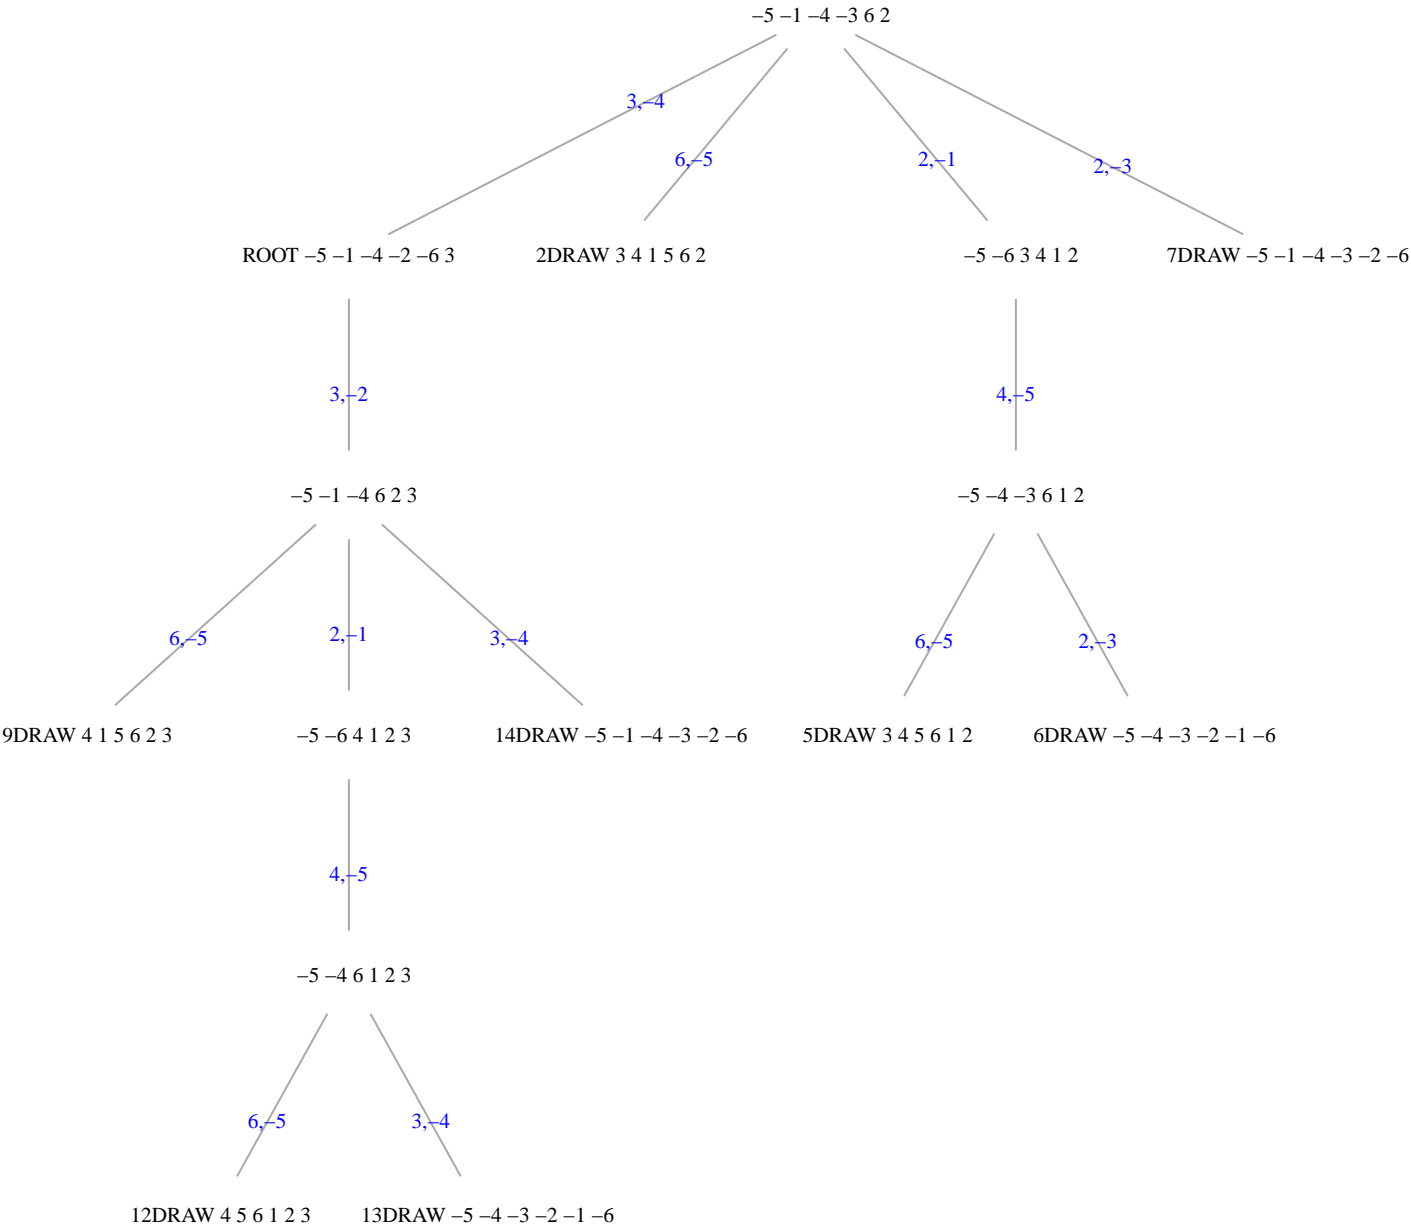 –5 –1 –4 –3 6 2
3,–4
6,–5
2,–1
2,–3
ROOT –5 –1 –4 –2 –6 3
2DRAW 3 4 1 5 6 2
–5 –6 3 4 1 2
7DRAW –5 –1 –4 –3 –2 –6
3,–2
4,–5
–5 –1 –4 6 2 3
–5 –4 –3 6 1 2
6,–5
2,–1
3,–4
6,–5
2,–3
9DRAW 4 1 5 6 2 3
–5 –6 4 1 2 3
14DRAW –5 –1 –4 –3 –2 –6
5DRAW 3 4 5 6 1 2
6DRAW –5 –4 –3 –2 –1 –6
4,–5
–5 –4 6 1 2 3
6,–5
3,–4
12DRAW 4 5 6 1 2 3
13DRAW –5 –4 –3 –2 –1 –6